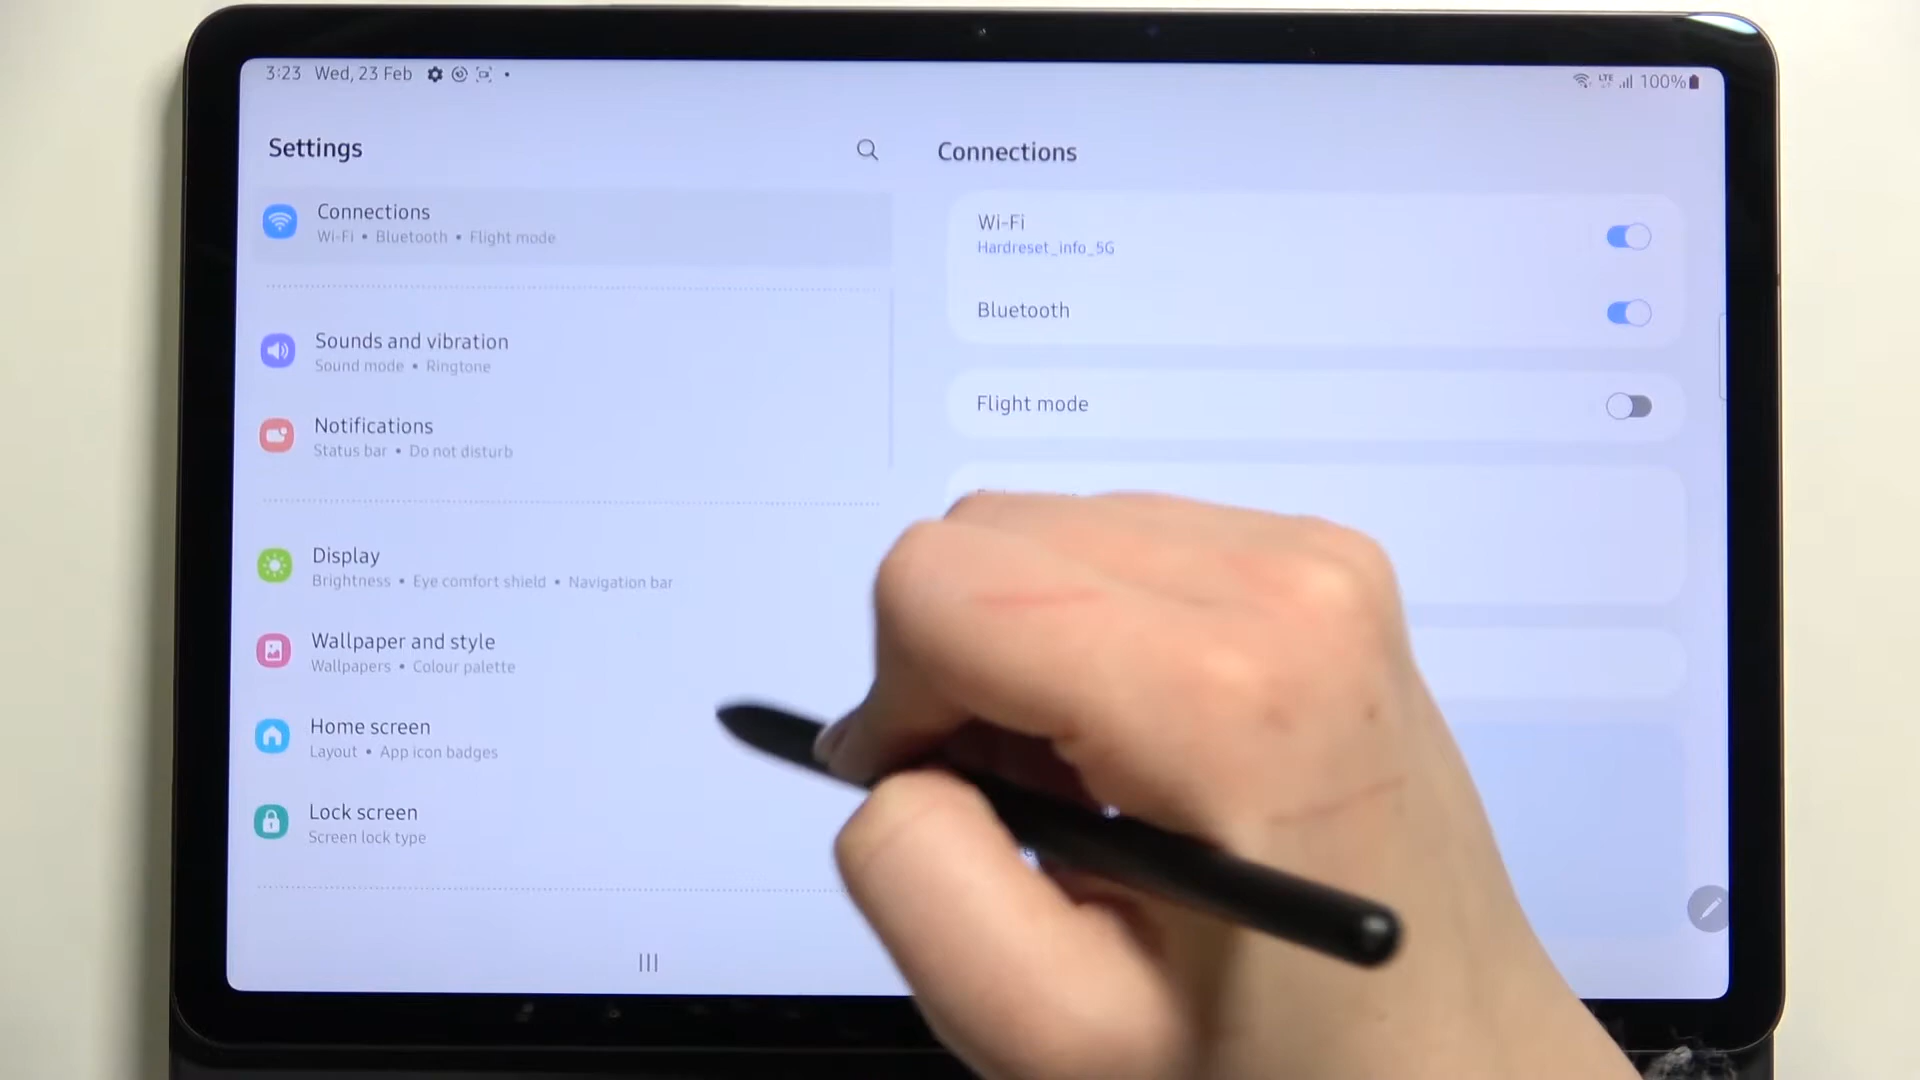 3:23 Wed, 23 Feb
LTE 100%
Settings
Connections
Wi-Fi • Bluetooth • Flight mode
Sounds and vibration
Sound mode • Ringtone
Notifications
Status bar • Do not disturb
Display
Brightness • Eye comfort shield • Navigation bar
Wallpaper and style
Wallpapers • Colour palette
Home screen
Layout • App icon badges
Lock screen
Screen lock type
Connections
Wi-Fi
Hardreset_info_5G
Bluetooth
Flight mode